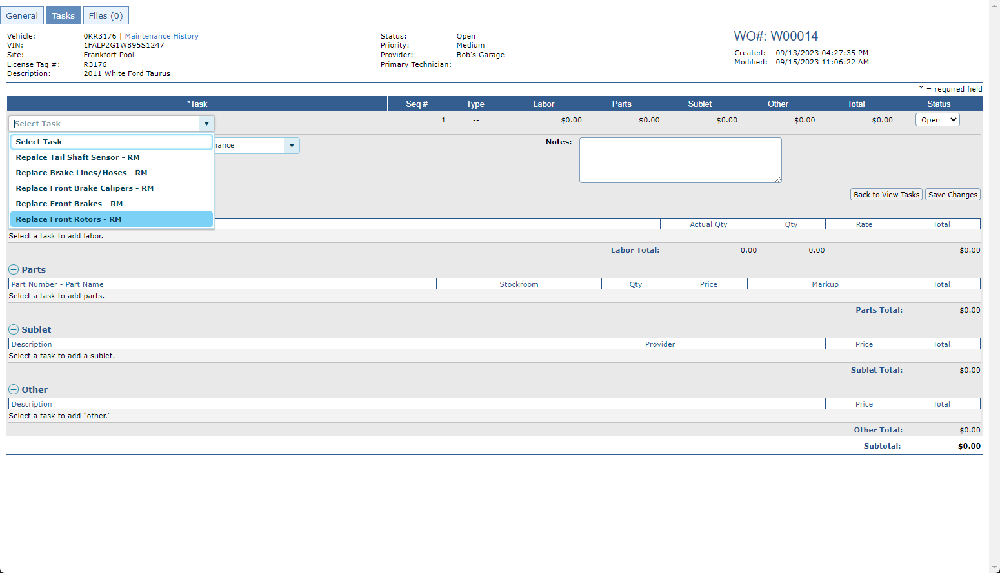 General Tasks Files (0)
Vehicle: 0KR3176 | Maintenance History Status: Open WO#: W00014
VIN: 1FALP2G1W895S1247 Priority: Medium
Site: Frankfort Pool Provider: Bob's Garage Created: 09/13/2023 04:27:35 PM
License Tag #: R3176 Primary Technician: Modified: 09/15/2023 11:06:22 AM
Description: 2011 White Ford Taurus
* = required field
*Task Seq # Type Labor Parts Sublet Other Total Status
Select Task 1 -- $0.00 $0.00 $0.00 $0.00 $0.00 Open
Select Task -
nance Notes:
Repalce Tail Shaft Sensor - RM
Replace Brake Lines/Hoses - RM
Replace Front Brake Calipers - RM
Back to View Tasks Save Changes
Replace Front Brakes - RM
Replace Front Rotors - RM
Actual Qty Qty Rate Total
Select a task to add labor.
Labor Total: 0.00 0.00 $0.00
Parts
Part Number - Part Name Stockroom Qty Price Markup Total
Select a task to add parts.
Parts Total: $0.00
Sublet
Description Provider Price Total
Select a task to add a sublet.
Sublet Total: $0.00
Other
Description Price Total
Select a task to add "other."
Other Total: $0.00
Subtotal: $0.00